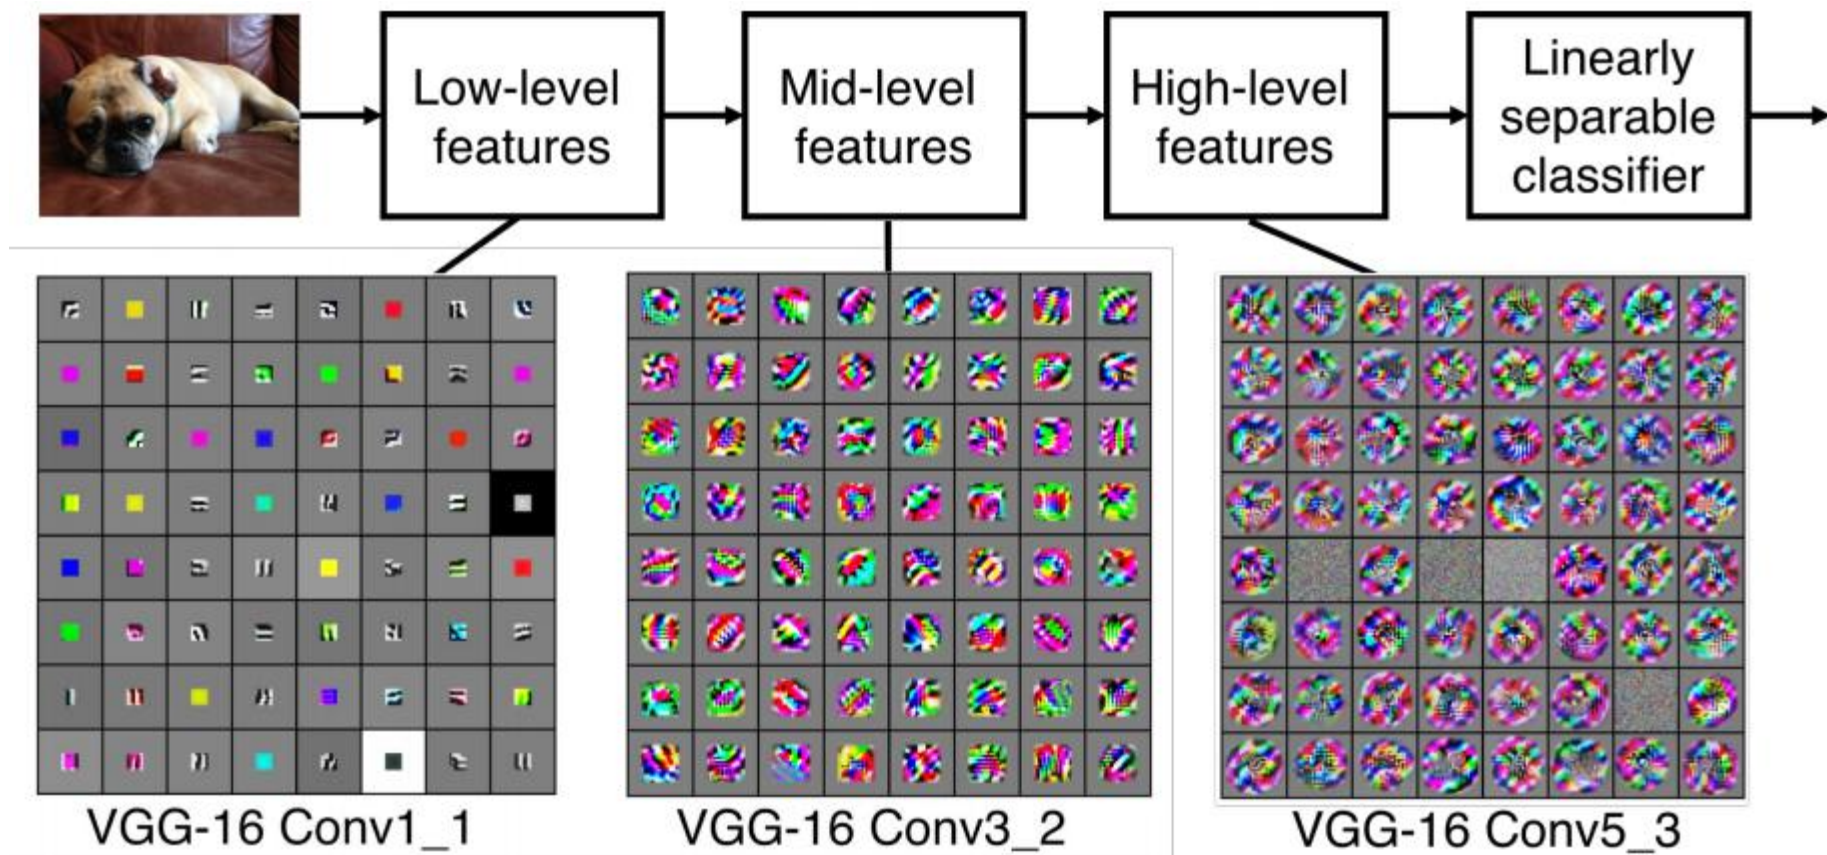 Low-level
features
Mid-level
features
High-level
features
Linearly
separable
classifier
VGG-16 Conv1_1
VGG-16 Conv3_2
VGG-16 Conv5_3